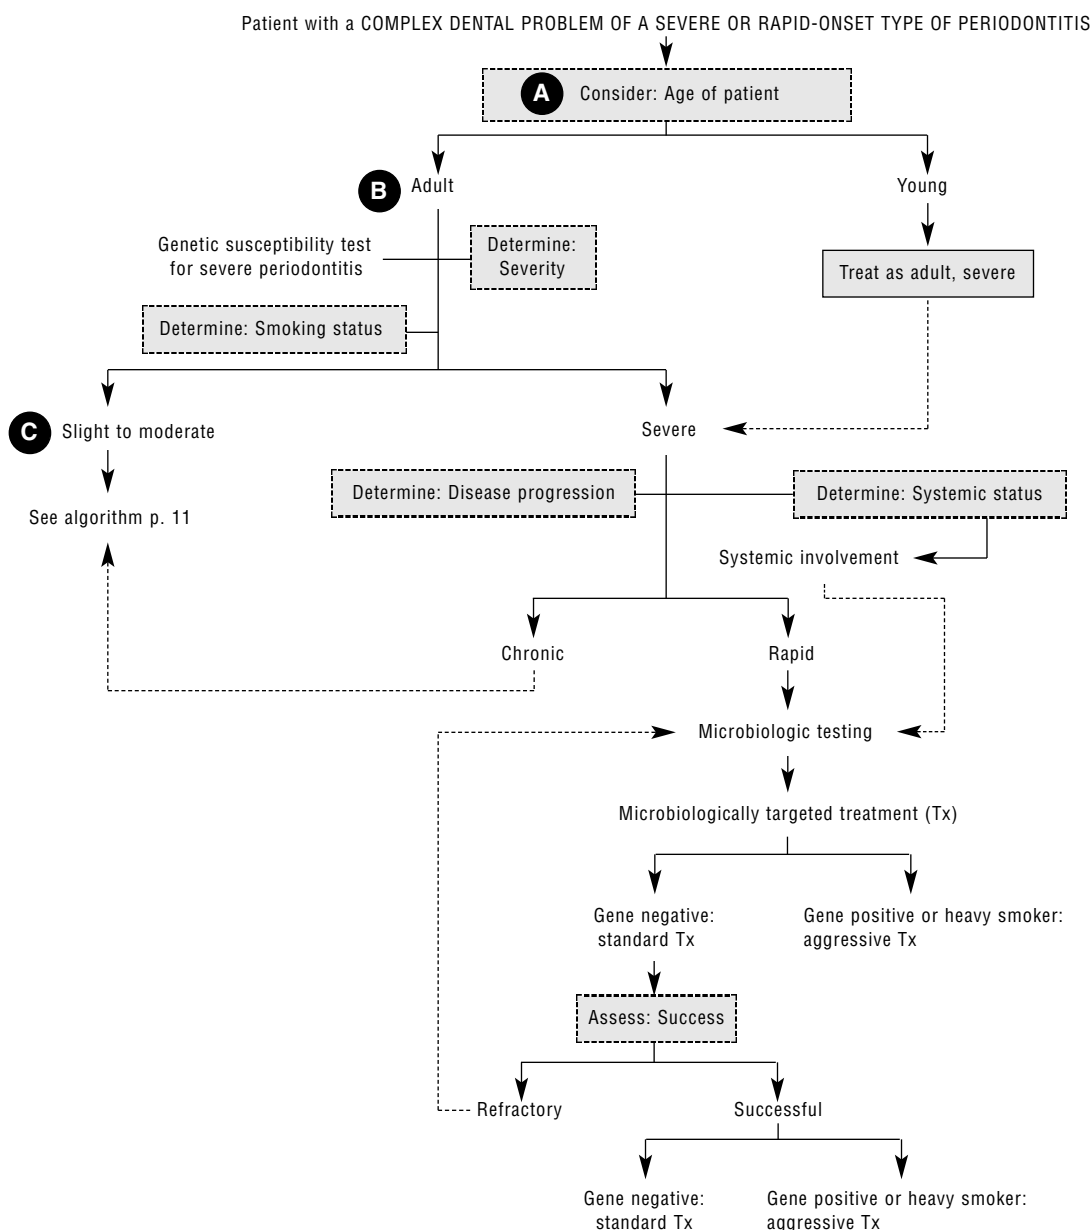 Patient with a COMPLEX DENTAL PROBLEM OF A SEVERE OR RAPID-ONSET TYPE OF PERIODONTITIS
A Consider: Age of patient
B Adult
Young
Genetic susceptibility test
for severe periodontitis
Determine:
Severity
Treat as adult, severe
Determine: Smoking status
C Slight to moderate
Severe
See algorithm p. 11
Determine: Disease progression
Determine: Systemic status
Systemic involvement
Chronic
Rapid
Microbiologic testing
Microbiologically targeted treatment (Tx)
Gene negative:
standard Tx
Gene positive or heavy smoker:
aggressive Tx
Assess: Success
Refractory
Successful
Gene negative:
standard Tx
Gene positive or heavy smoker:
aggressive Tx